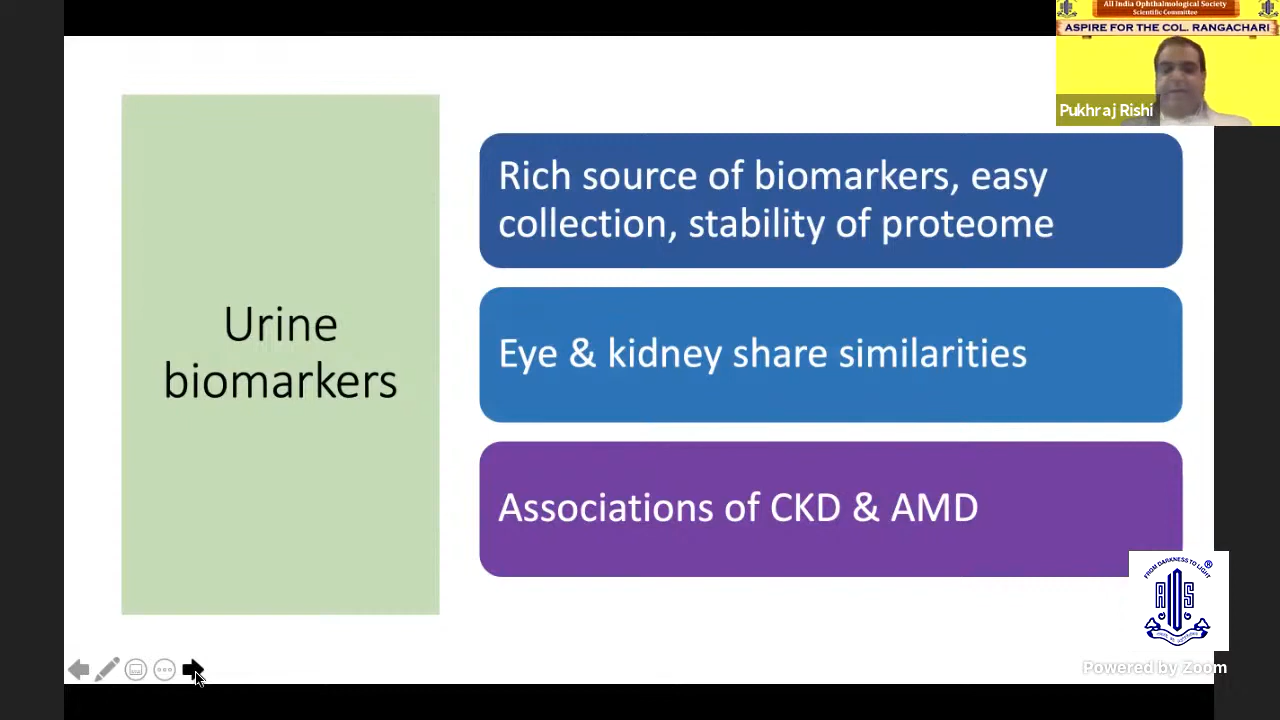 All India Ophthalmological Society
Scientific Committee
ASPIRE FOR THE COL. RANGACHARI
Pukhraj Rishi
Urine
biomarkers
Rich source of biomarkers, easy
collection, stability of proteome
Eye & kidney share similarities
Associations of CKD & AMD
FROM DARKNESS TO LIGHT
®
AIOS
Powered by Zoom